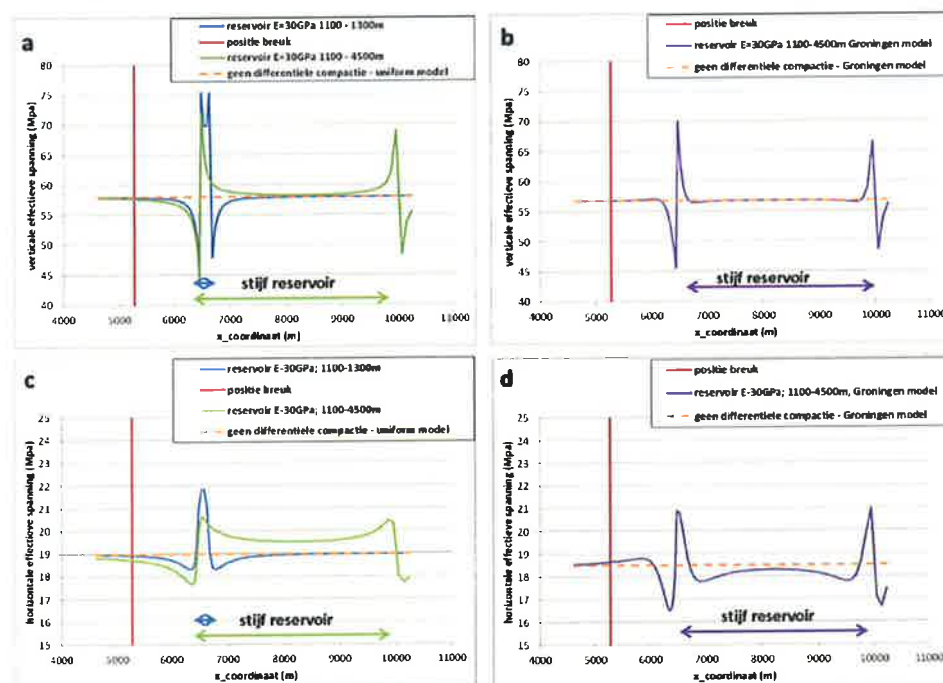 a
reservoir E=30GPa 1100 - 1300m
positie breuk
reservoir E=30GPa 1100 - 4500m
geen differentiele compactie - uniform model
verticale effectieve spanning (Mpa)
80
75
70
65
60
55
50
45
40
stijf reservoir
4000 5000 6000 7000 8000 9000 10000 11000
x_coordinaat (m)
b
positie breuk
reservoir E=30GPa 1100-4500m Groningen model
geen differentiele compactie - Groningen model
verticale effectieve spanning (Mpa)
80
75
70
65
60
55
50
45
40
stijf reservoir
4000 5000 6000 7000 8000 9000 10000 11000
x_coordinaat (m)
c
reservoir E-30GPa; 1100-1300m
positie breuk
reservoir E-30GPa; 1100-4500m
geen differentiele compactie - uniform model
horizontale effectieve spanning (Mpa)
25
24
23
22
21
20
19
18
17
16
15
stijf reservoir
4000 5000 6000 7000 8000 9000 10000 11000
x_coordinaat (m)
d
positie breuk
reservoir E-30GPa; 1100-4500m, Groningen model
geen differentiele compactie - Groningen model
horizontale effectieve spanning (Mpa)
25
24
23
22
21
20
19
18
17
16
15
stijf reservoir
4000 5000 6000 7000 8000 9000 10000 11000
x_coordinaat (m)